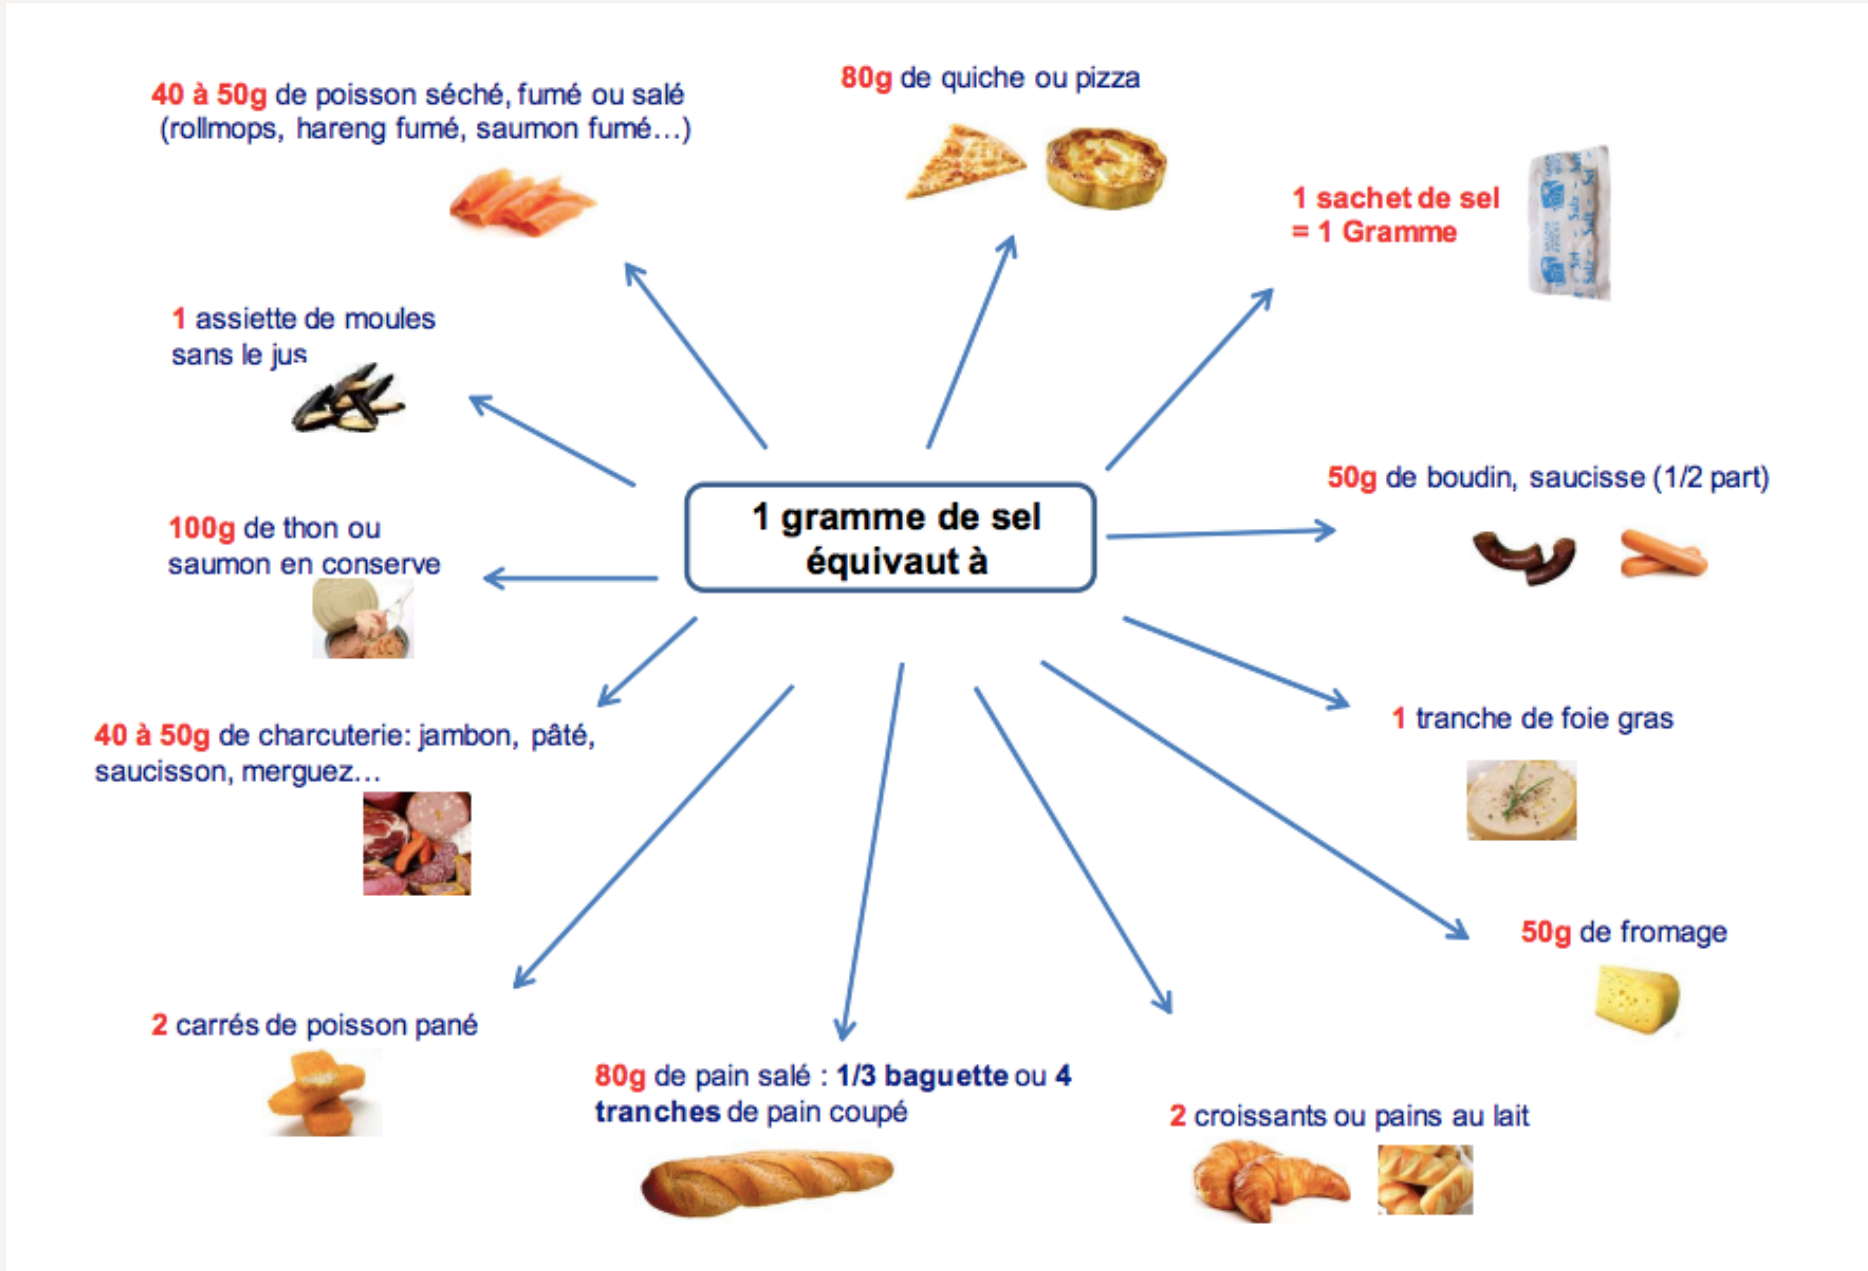 40 à 50g de poisson séché, fumé ou salé
(rollmops, hareng fumé, saumon fumé...)
80g de quiche ou pizza
1 sachet de sel
= 1 Gramme
1 assiette de moules
sans le jus
1 gramme de sel
équivaut à
50g de boudin, saucisse (1/2 part)
100g de thon ou
saumon en conserve
40 à 50g de charcuterie: jambon, pâté,
saucisson, merguez...
1 tranche de foie gras
50g de fromage
2 carrés de poisson pané
80g de pain salé : 1/3 baguette ou 4
tranches de pain coupé
2 croissants ou pains au lait